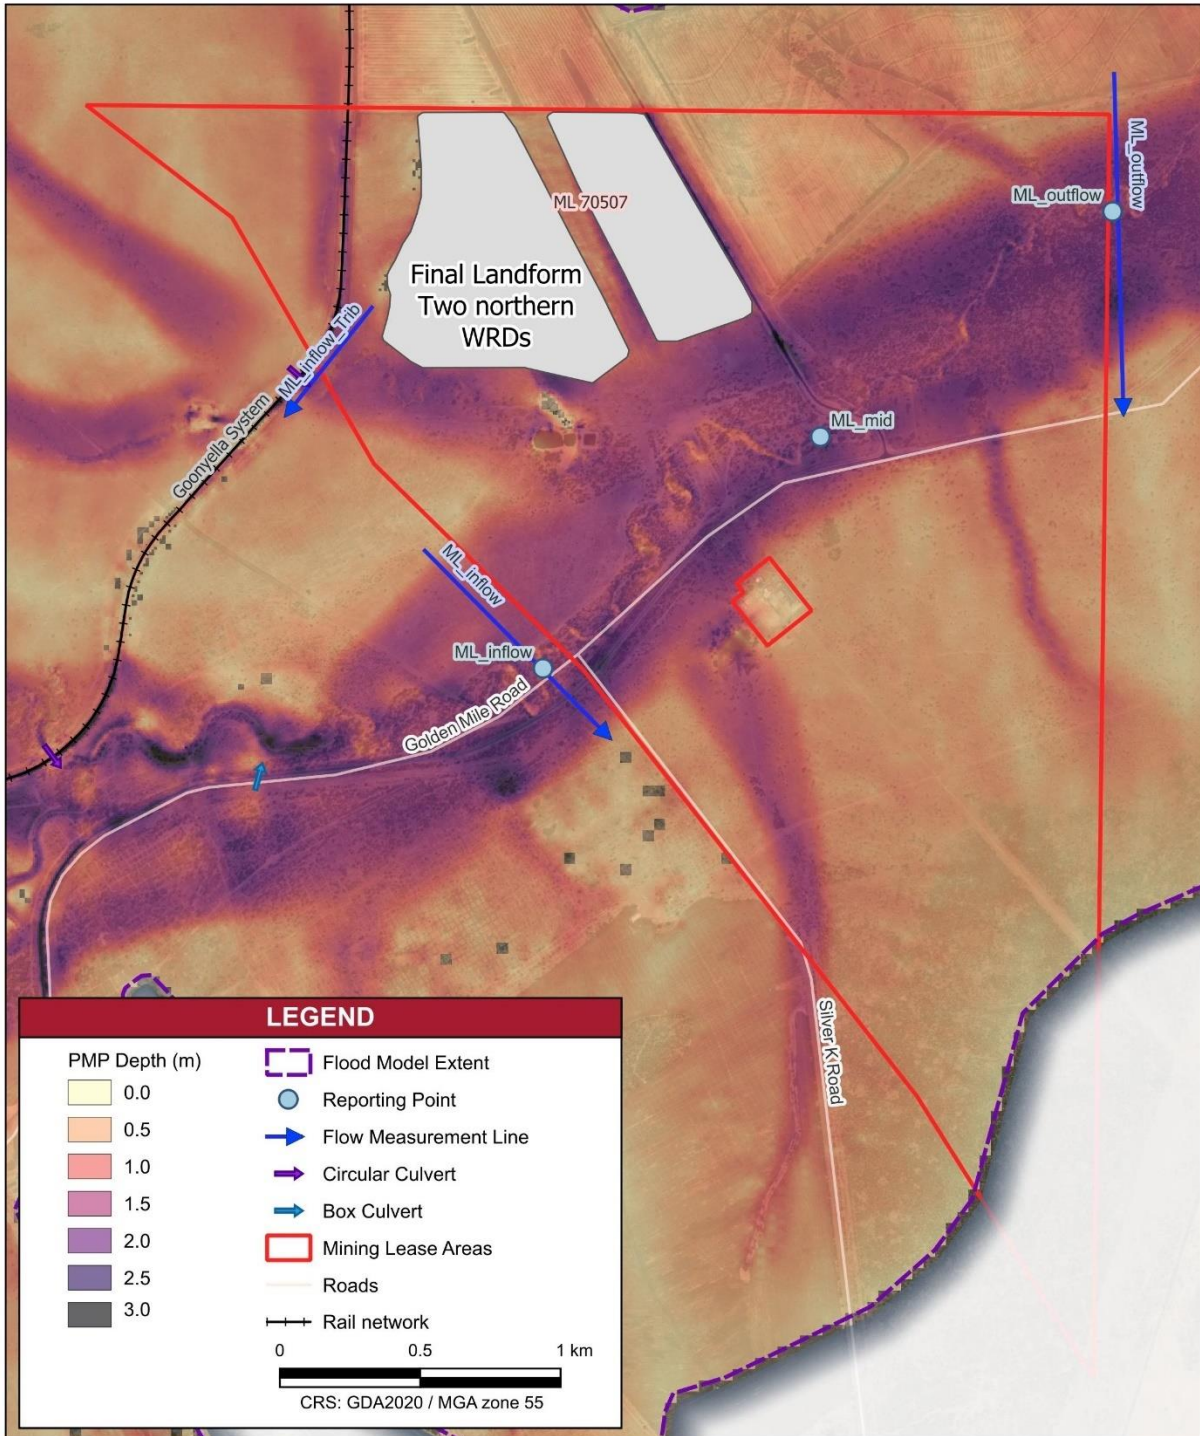 ML_outflow
ML_outflow
ML 70507
Final Landform
Two northern
WRDs
ML_inflow_Trib
Goonyella System
ML_mid
ML_inflow
ML_inflow
Golden Mile Road
Silver K Road
LEGEND
PMP Depth (m)
0.0
0.5
1.0
1.5
2.0
2.5
3.0
Flood Model Extent
Reporting Point
Flow Measurement Line
Circular Culvert
Box Culvert
Mining Lease Areas
Roads
Rail network
0 0.5 1 km
CRS: GDA2020 / MGA zone 55